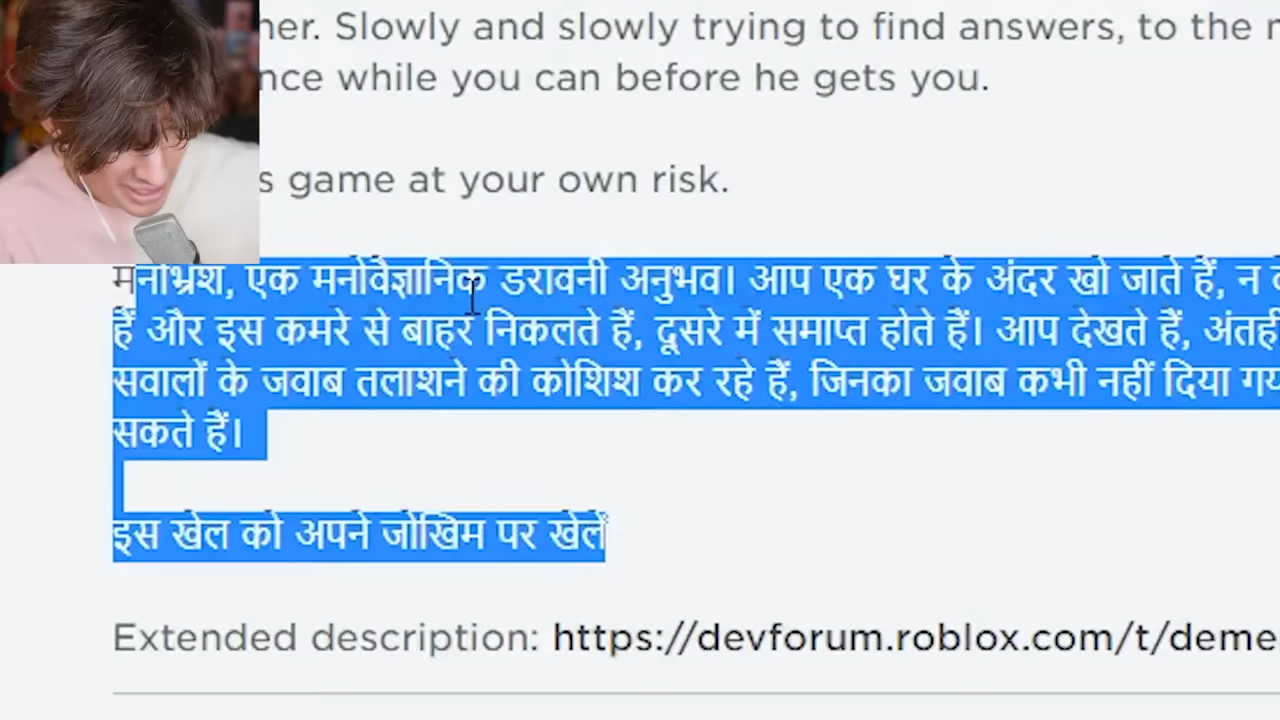 her. Slowly and slowly trying to find answers, to the
nce while you can before he gets you.
s game at your own risk.
मनोभ्रंश, एक मनोवैज्ञानिक डरावनी अनुभव। आप एक घर के अंदर खो जाते हैं, न
हैं और इस कमरे से बाहर निकलते हैं, दूसरे में समाप्त होते हैं। आप देखते हैं,
सवालों के जवाब तलाशने की कोशिश कर रहे हैं, जिनका जवाब कभी नहीं दिया
सकते हैं।
इस खेल को अपने जोखिम पर खेलें
Extended description: https://devforum.roblox.com/t/deme